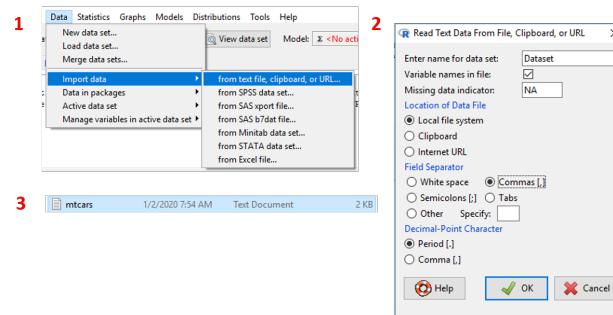 1
Data Statistics Graphs Models Distributions Tools Help
New data set...
Load data set...
Merge data sets...
View data set Model: Σ <No acti
Import data
Data in packages
Active data set
Manage variables in active data set
from text file, clipboard, or URL...
from SPSS data set...
from SAS xport file...
from SAS b7dat file...
from Minitab data set...
from STATA data set...
from Excel file...
2
R Read Text Data From File, Clipboard, or URL
Enter name for data set: Dataset
Variable names in file:
Missing data indicator: NA
Location of Data File
Local file system
Clipboard
Internet URL
Field Separator
White space Commas [,]
Semicolons [;] Tabs
Other Specify:
Decimal-Point Character
Period [.]
Comma [,]
Help OK Cancel
3
mtcars 1/2/2020 7:54 AM Text Document 2 KB